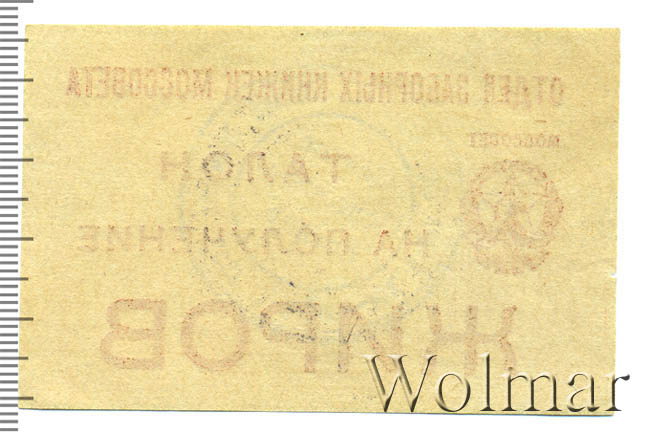 ОТДЕЛ ЗАБОРНЫХ КНИЖЕК МОССОВЕТА
МОССОВЕТ
ТАЛОН
НА ПОЛУЧЕНИЕ
ЖИРОВ
Wolmar